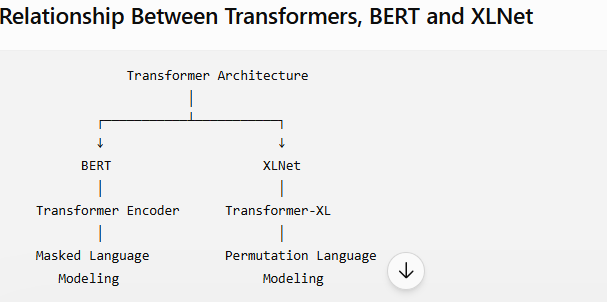 Relationship Between Transformers, BERT and XLNet
Transformer Architecture
BERT XLNet
Transformer Encoder Transformer-XL
Masked Language Permutation Language
Modeling Modeling